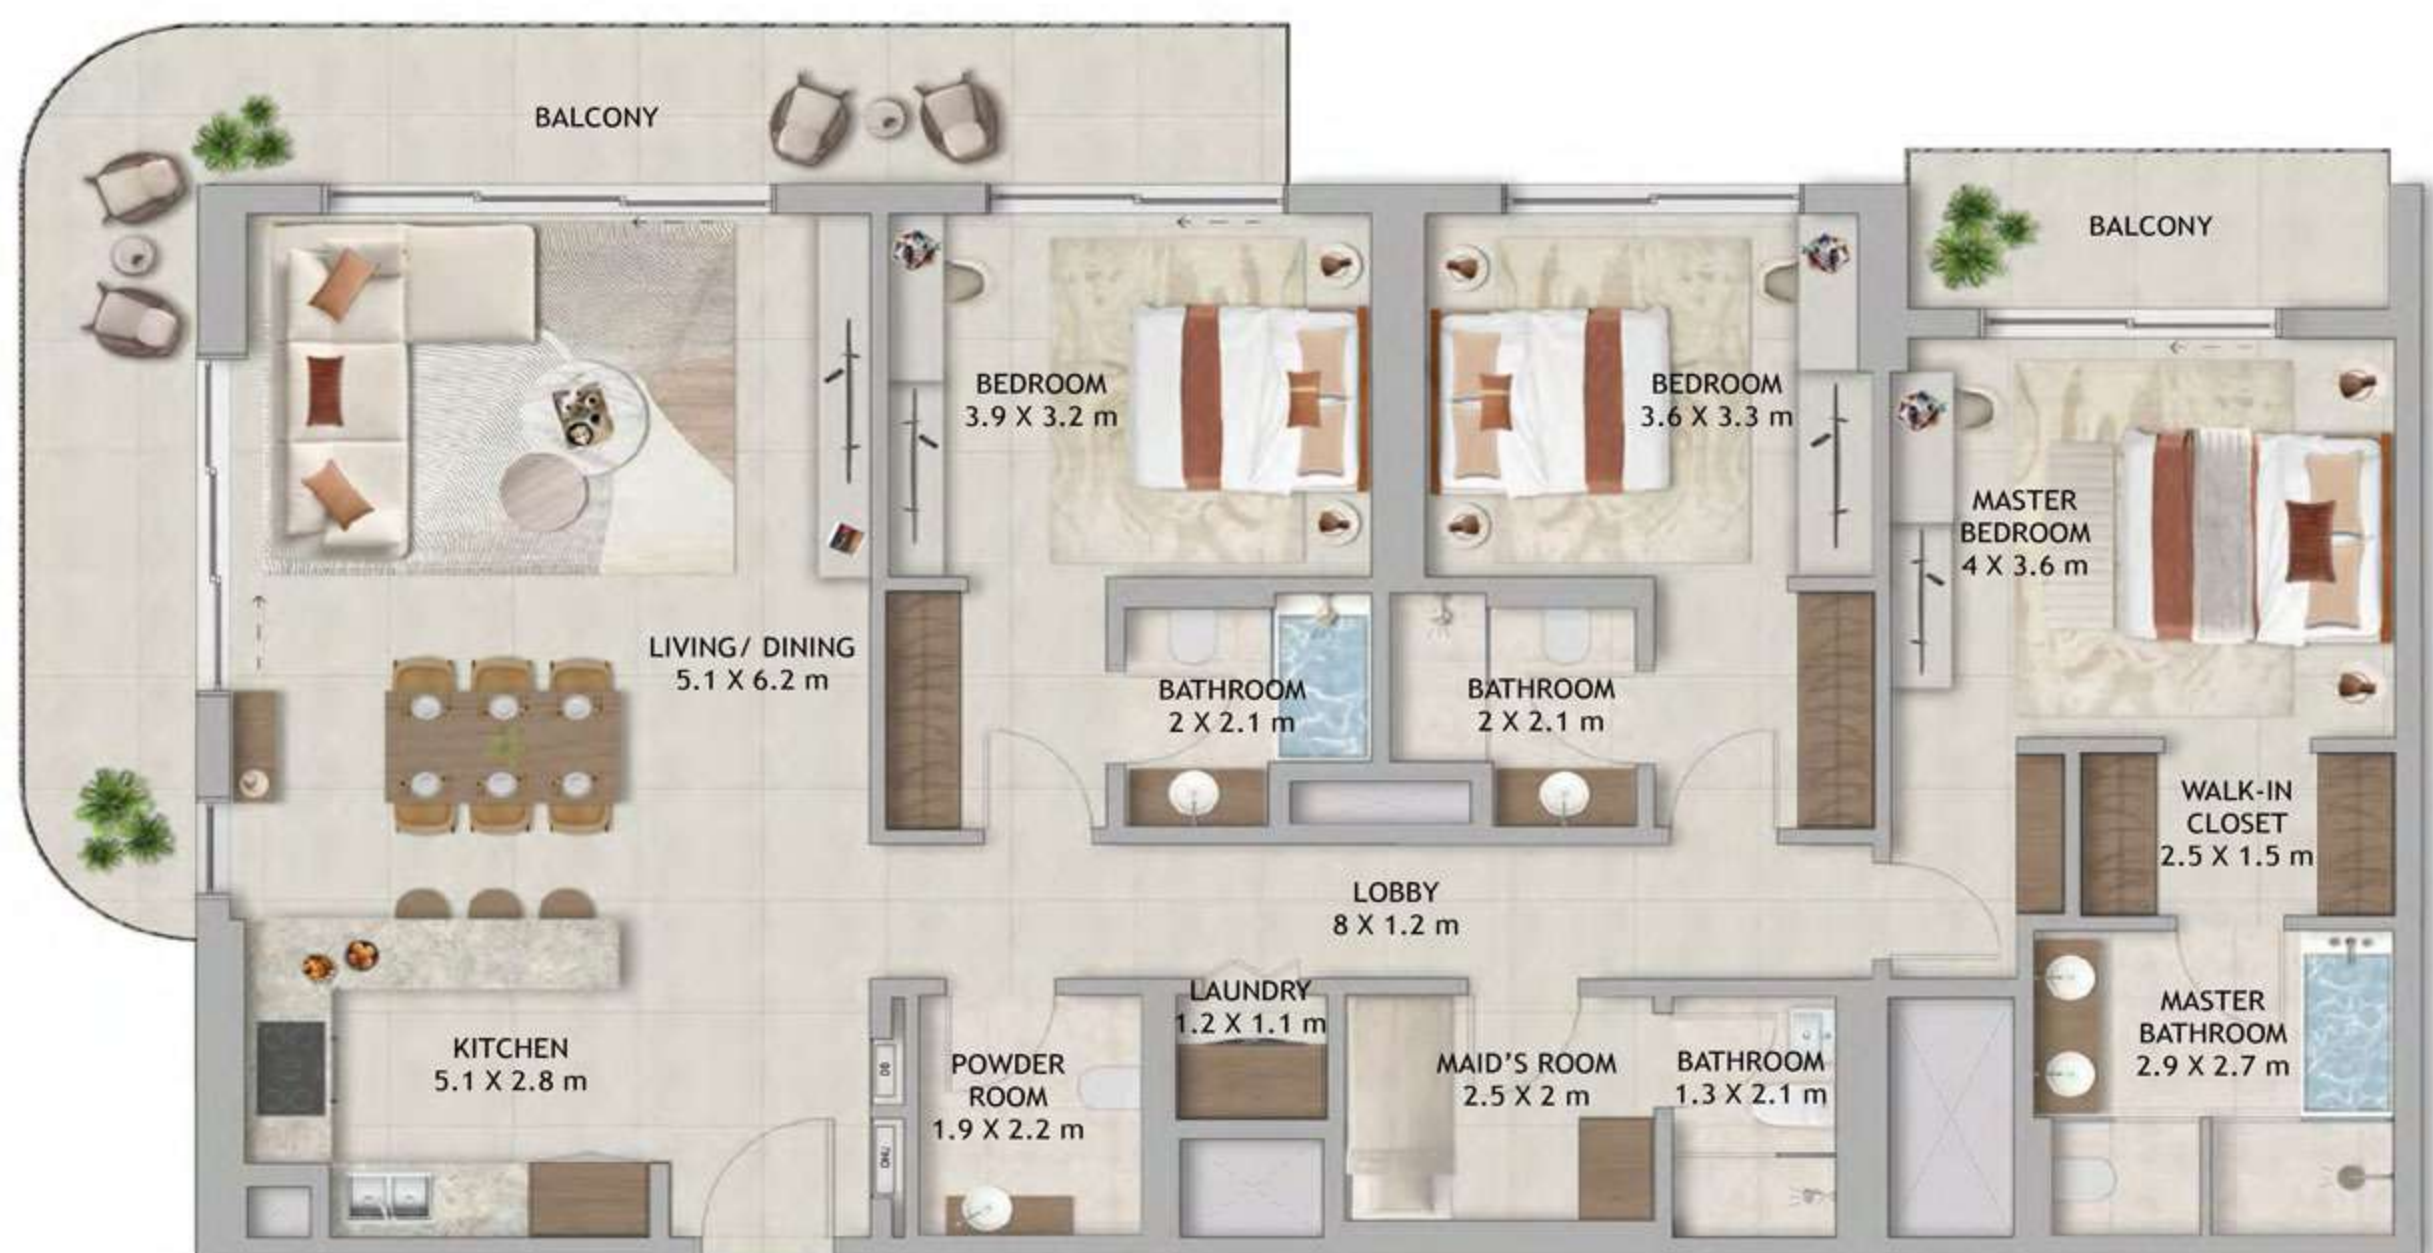 BALCONY
BALCONY
BEDROOM
3.9 X 3.2 m
BEDROOM
3.6 X 3.3 m
MASTER
BEDROOM
4 X 3.6 m
LIVING/ DINING
5.1 X 6.2 m
BATHROOM
2 X 2.1 m
BATHROOM
2 X 2.1 m
WALK-IN
CLOSET
2.5 X 1.5 m
LOBBY
8 X 1.2 m
LAUNDRY
1.2 X 1.1 m
KITCHEN
5.1 X 2.8 m
POWDER
ROOM
1.9 X 2.2 m
MAID'S ROOM
2.5 X 2 m
BATHROOM
1.3 X 2.1 m
MASTER
BATHROOM
2.9 X 2.7 m